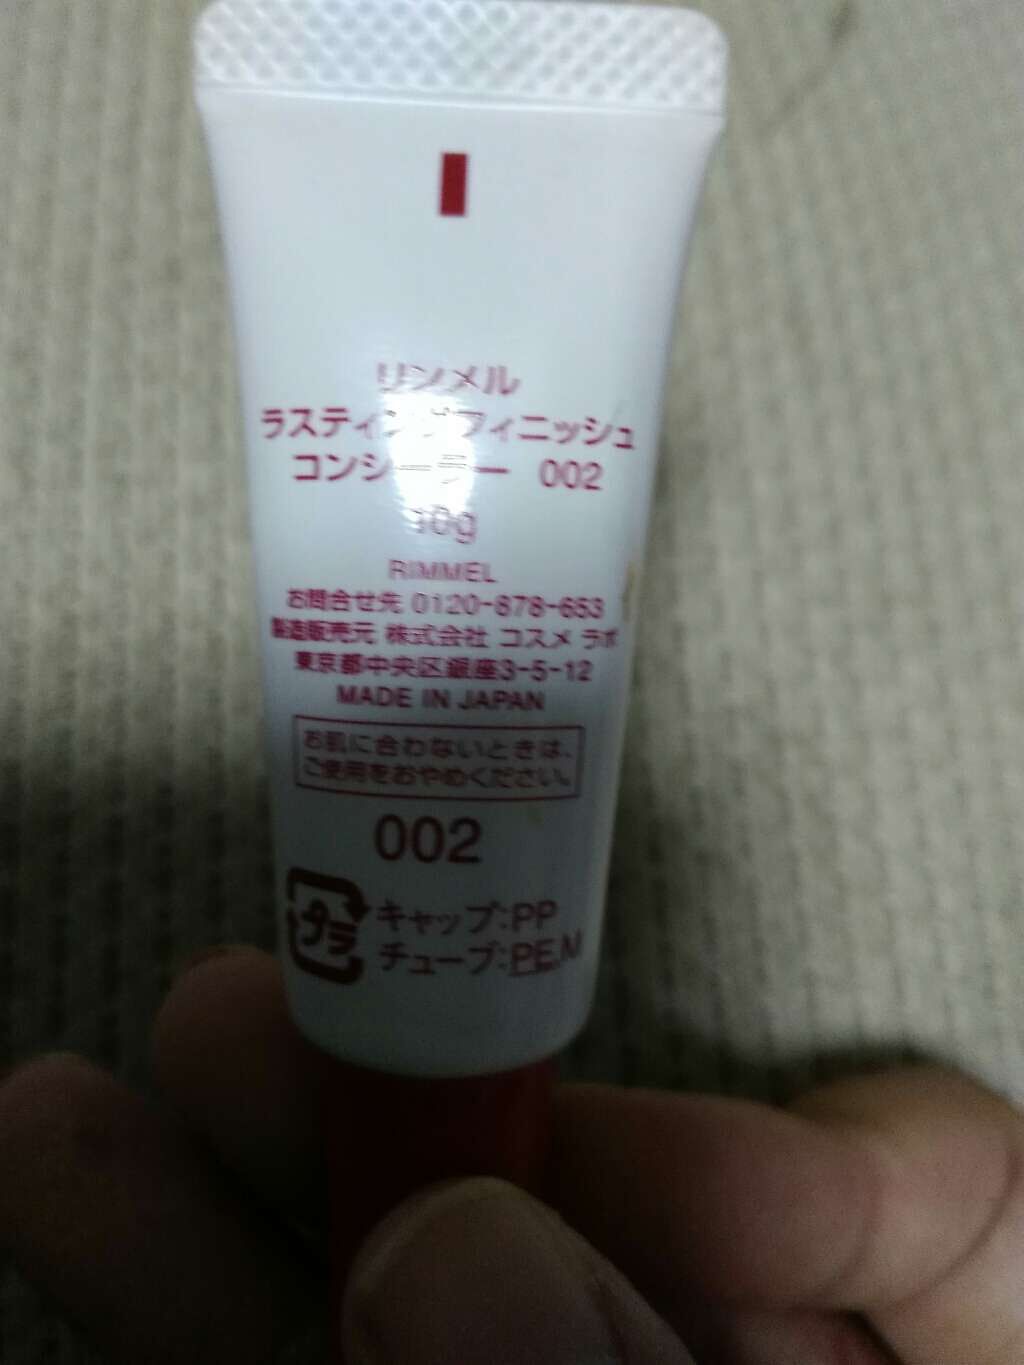 リンメル
ラスティングフィニッシュ
コンシーラー 002
10g
RIMMEL
お問合せ先 0120-878-653
製造販売元 株式会社 コスメ ラボ
東京都中央区銀座3-5-12
MADE IN JAPAN
お肌に合わないときは、
ご使用をおやめください。
002
プラ
キャップ:PP
チューブ:PE,M